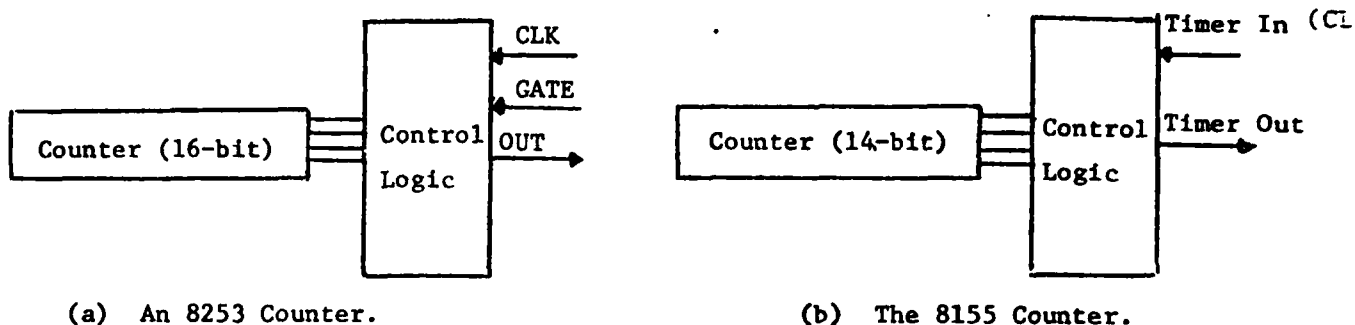 CLK
GATE
Counter (16-bit)
Control
Logic
OUT
(a) An 8253 Counter.
Timer In
Counter (14-bit)
Control
Logic
Timer Out
(b) The 8155 Counter.